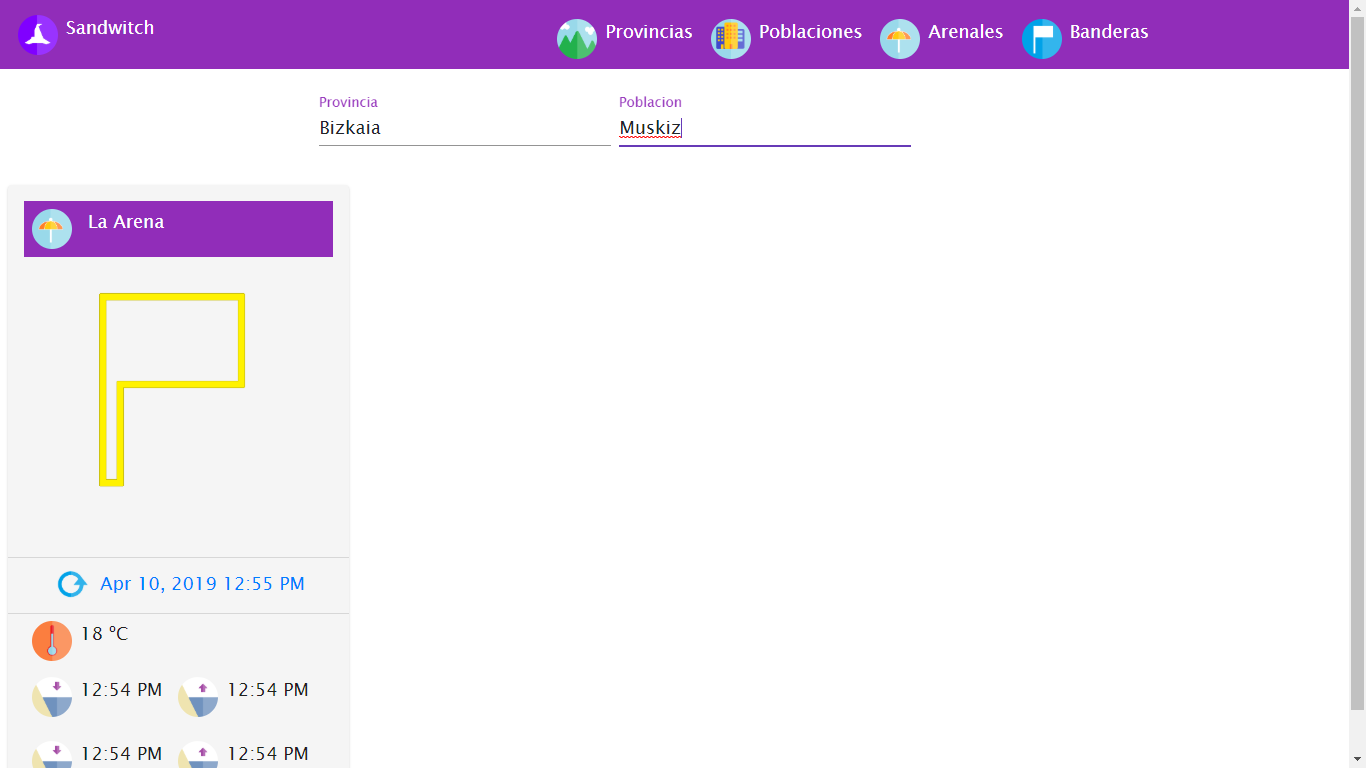 Sandwitch
Provincias Poblaciones Arenales Banderas
Provincia Poblacion
Bizkaia Muskiz
La Arena
Apr 10, 2019 12:55 PM
18 ºC
12:54 PM 12:54 PM
12:54 PM 12:54 PM